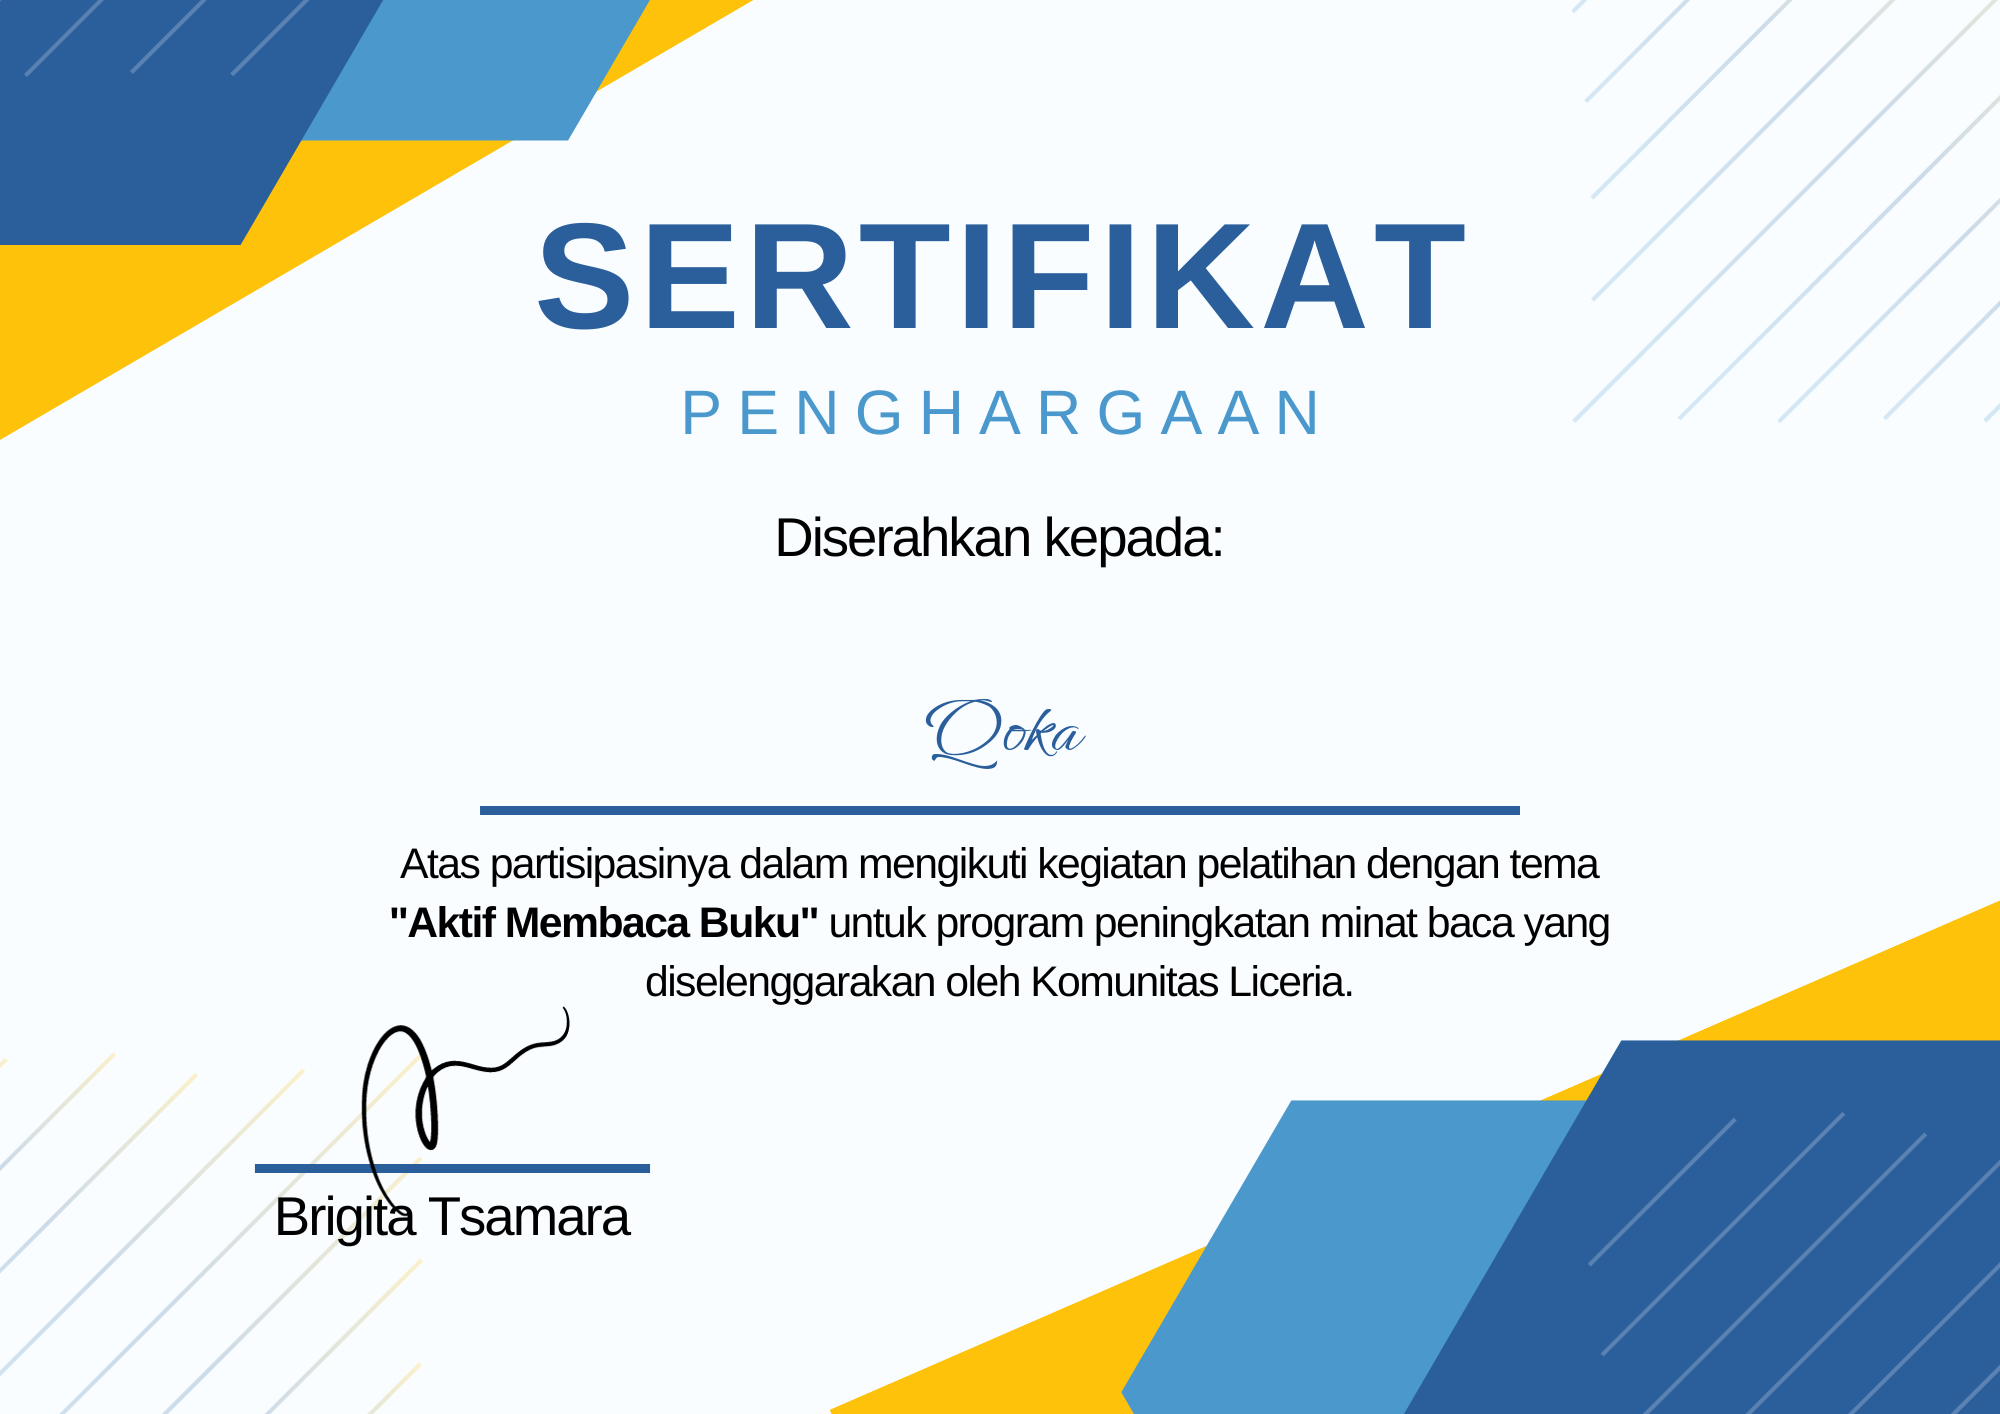 SERTIFIKAT
PENGHARGAAN
Diserahkan kepada:
Qoka
Atas partisipasinya dalam mengikuti kegiatan pelatihan dengan tema
"Aktif Membaca Buku" untuk program peningkatan minat baca yang
diselenggarakan oleh Komunitas Liceria.
Brigita Tsamara